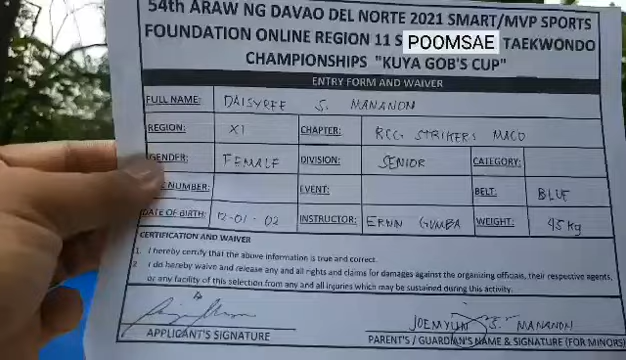 54th ARAW NG DAVAO DEL NORTE 2021 SMART/MVP SPORTS
FOUNDATION ONLINE REGION 11 S POOMSAE TAEKWONDO
CHAMPIONSHIPS "KUYA GOB'S CUP"
ENTRY FORM AND WAIVER
FULL NAME: DAISYREE S. MANANON
REGION: XI CHAPTER: RCG STRIKERS MACO
GENDER: FEMALE DIVISION: SENIOR CATEGORY:
NUMBER: EVENT: BELT: BLUE
DATE OF BIRTH: 12-01-02 INSTRUCTOR: ERWIN GUMBA WEIGHT: 45 kg
CERTIFICATION AND WAIVER
1. I hereby certify that the above information is true and correct.
2 I do hereby waive and release any and all rights and claims for damages against the organizing officials, their respective agents,
or any facility of this selection from any and all injuries which may be sustained during this activity.
S. MANANON
APPLICANT'S SIGNATURE PARENT'S / GUARDIAN'S NAME & SIGNATURE (FOR MINORS)